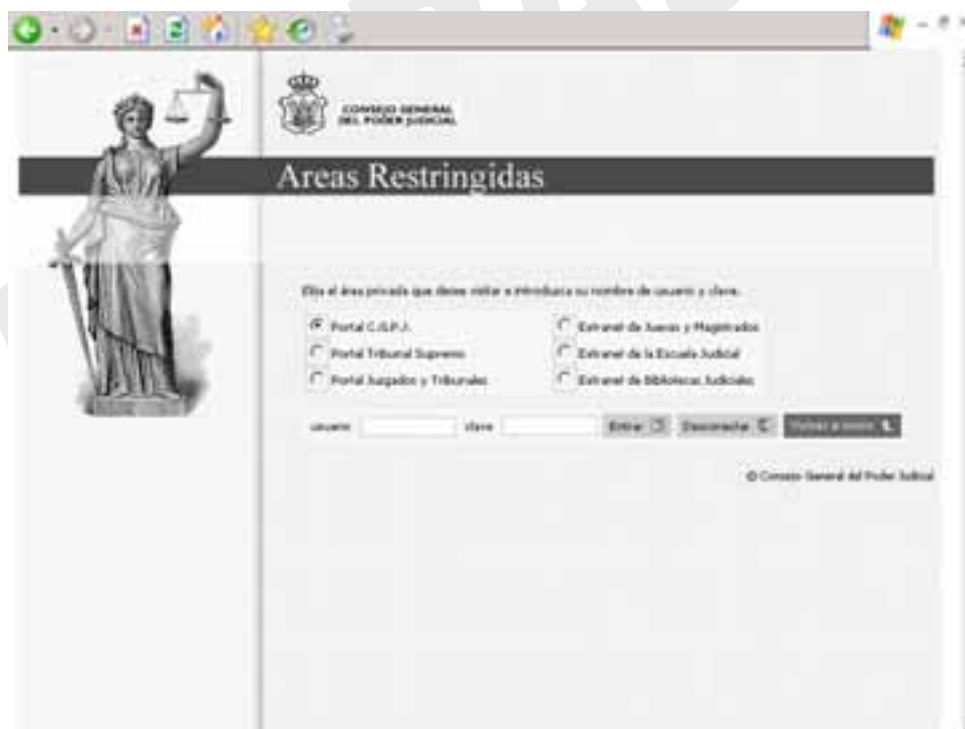 CONSEJO GENERAL
DEL PODER JUDICIAL
Areas Restringidas
Elija el área privada que desea visitar e introduzca su nombre de usuario y clave.
Portal C.G.P.J.
Extranet de Jueces y Magistrados
Portal Tribunal Supremo
Extranet de la Escuela Judicial
Portal Juzgados y Tribunales
Extranet de Bibliotecas Judiciales
usuario clave Entrar Desconectar Volver a inicio
© Consejo General del Poder Judicial